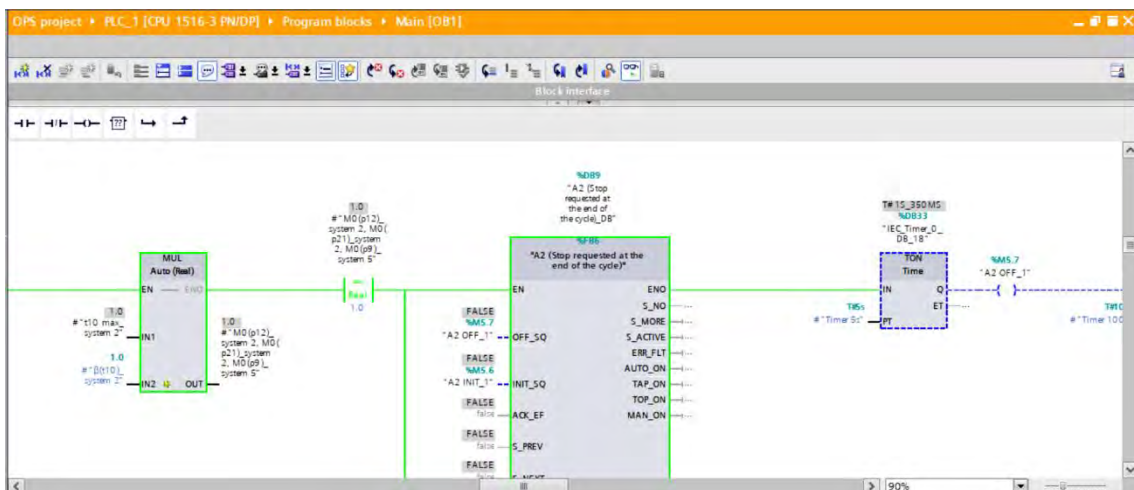 OPS project ▸ PLC_1 [CPU 1516-3 PN/DP] ▸ Program blocks ▸ Main [OB1]
Block interface
%DB9
"A2 (Stop
requested at
the end of
the cycle)_DB"
1.0
#"M0(p12)_
system 2, M0(
p21)_system
2, M0(p9)_
system 5"
T#1S_350MS
%DB33
"IEC_Timer_0_
DB_18"
MUL
Auto (Real)
EN
ENO
1.0
#"t10 max_
system 2"
IN1
1.0
#"β(t10)_
system 2"
IN2
OUT
1.0
#"M0(p12)_
system 2, M0(
p21)_system
2, M0(p9)_
system 5"
==
Real
1.0
%FB6
"A2 (Stop requested at the
end of the cycle)"
EN
ENO
S_NO
S_MORE
S_ACTIVE
ERR_FLT
AUTO_ON
TAP_ON
TOP_ON
MAN_ON
FALSE
%M5.7
"A2 OFF_1"
OFF_SQ
FALSE
%M5.6
"A2 INIT_1"
INIT_SQ
FALSE
false
ACK_EF
FALSE
false
S_PREV
FALSE
false
S_NEXT
TON
Time
IN
Q
ET
T#5s
#"Timer 5s"
PT
%M5.7
"A2 OFF_1"
T#10
#"Timer 100
90%